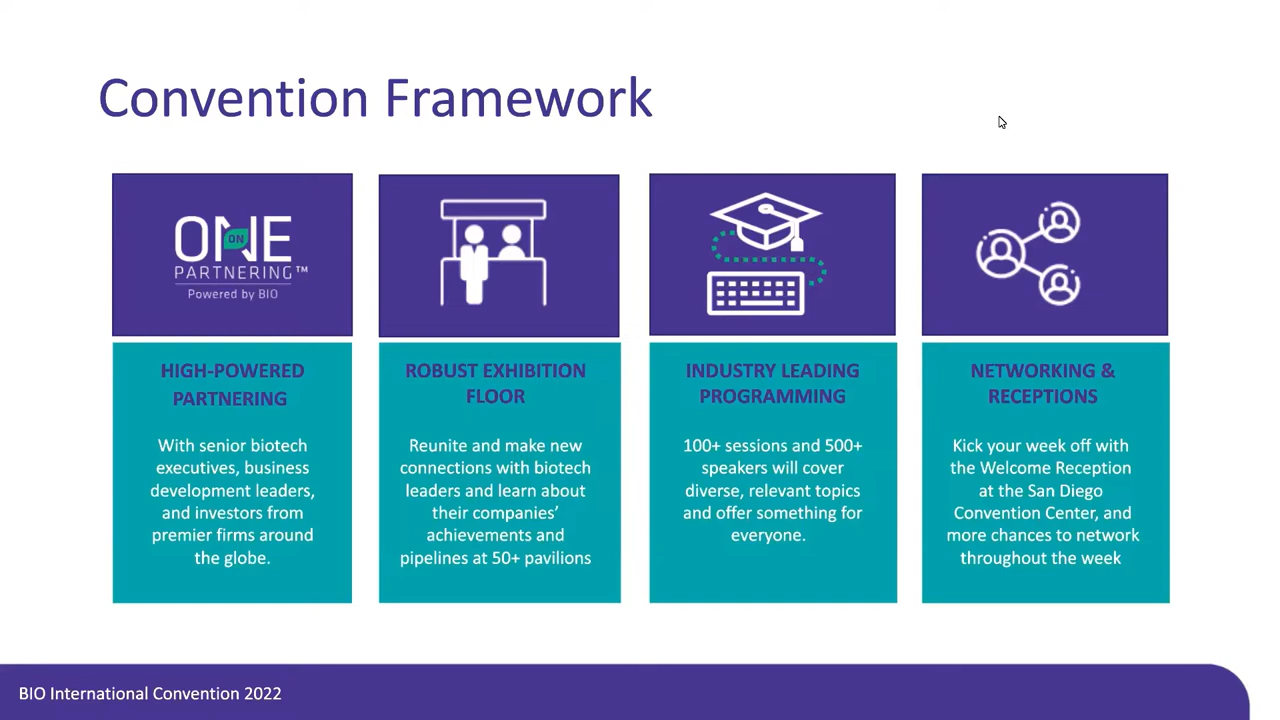 Convention Framework
ONE
ON
PARTNERING™
Powered by BIO
HIGH-POWERED
PARTNERING
With senior biotech
executives, business
development leaders,
and investors from
premier firms around
the globe.
ROBUST EXHIBITION
FLOOR
Reunite and make new
connections with biotech
leaders and learn about
their companies’
achievements and
pipelines at 50+ pavilions
INDUSTRY LEADING
PROGRAMMING
100+ sessions and 500+
speakers will cover
diverse, relevant topics
and offer something for
everyone.
NETWORKING &
RECEPTIONS
Kick your week off with
the Welcome Reception
at the San Diego
Convention Center, and
more chances to network
throughout the week
BIO International Convention 2022